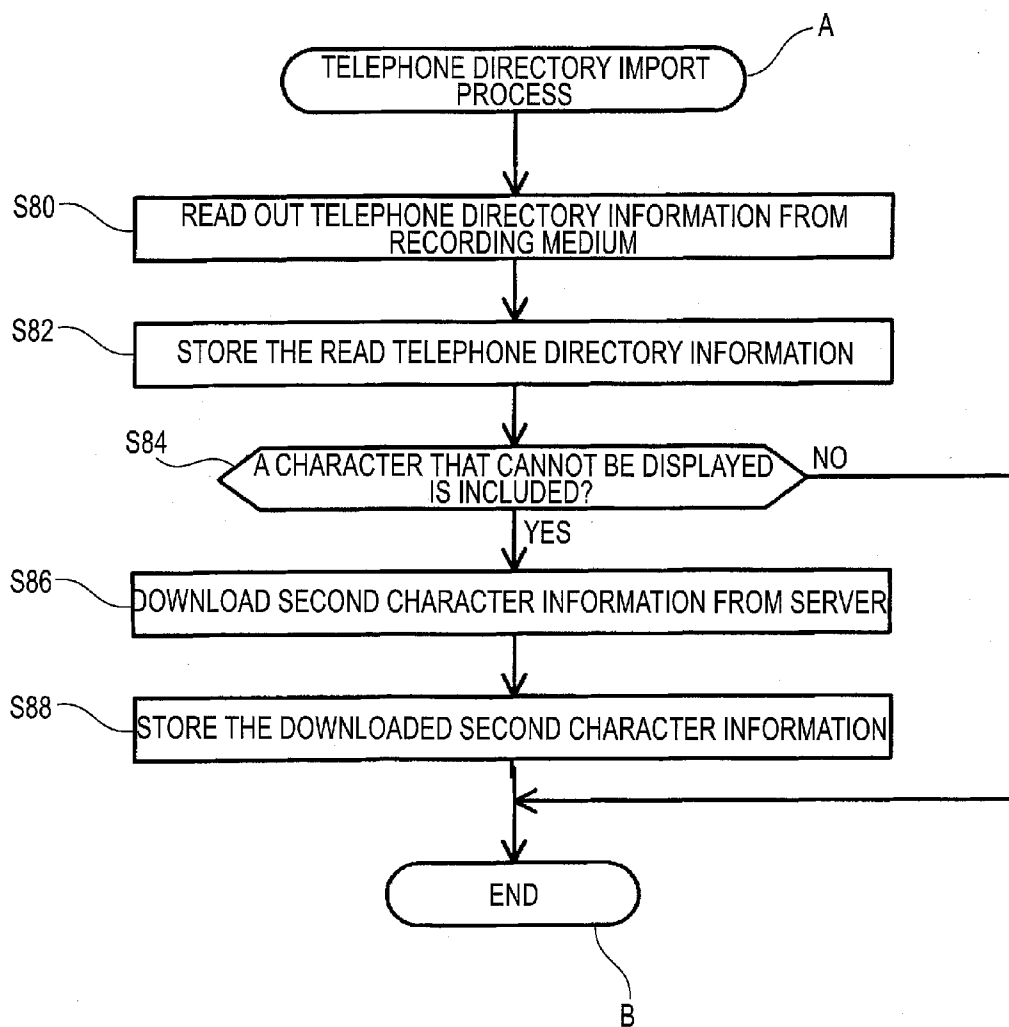 A
TELEPHONE DIRECTORY IMPORT
PROCESS
S80
READ OUT TELEPHONE DIRECTORY INFORMATION FROM
RECORDING MEDIUM
S82
STORE THE READ TELEPHONE DIRECTORY INFORMATION
S84
A CHARACTER THAT CANNOT BE DISPLAYED
IS INCLUDED?
NO
YES
S86
DOWNLOAD SECOND CHARACTER INFORMATION FROM SERVER
S88
STORE THE DOWNLOADED SECOND CHARACTER INFORMATION
END
B